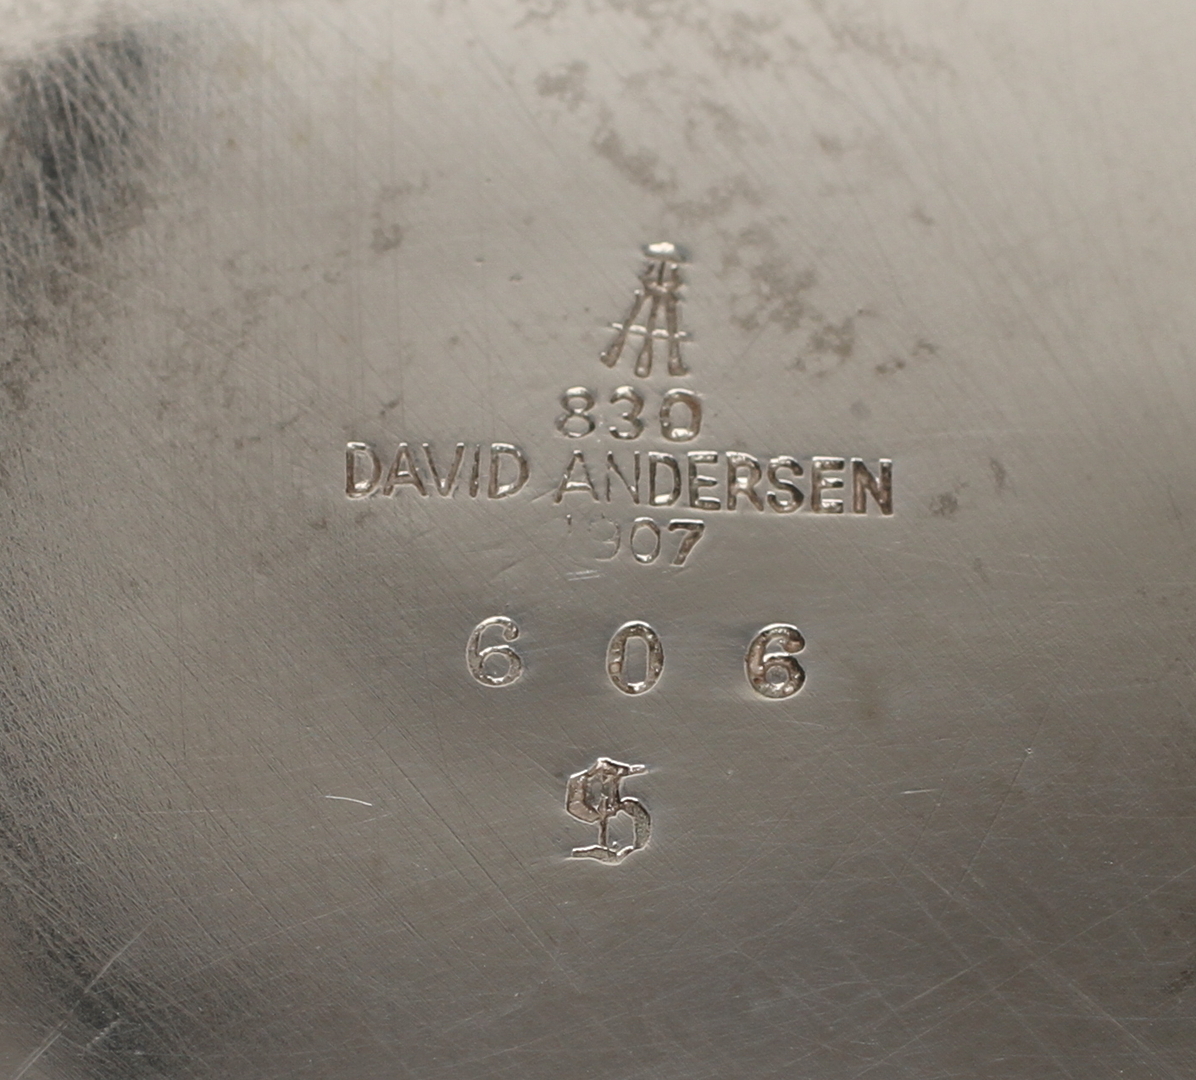 830
DAVID ANDERSEN
1907
6 0 6
S